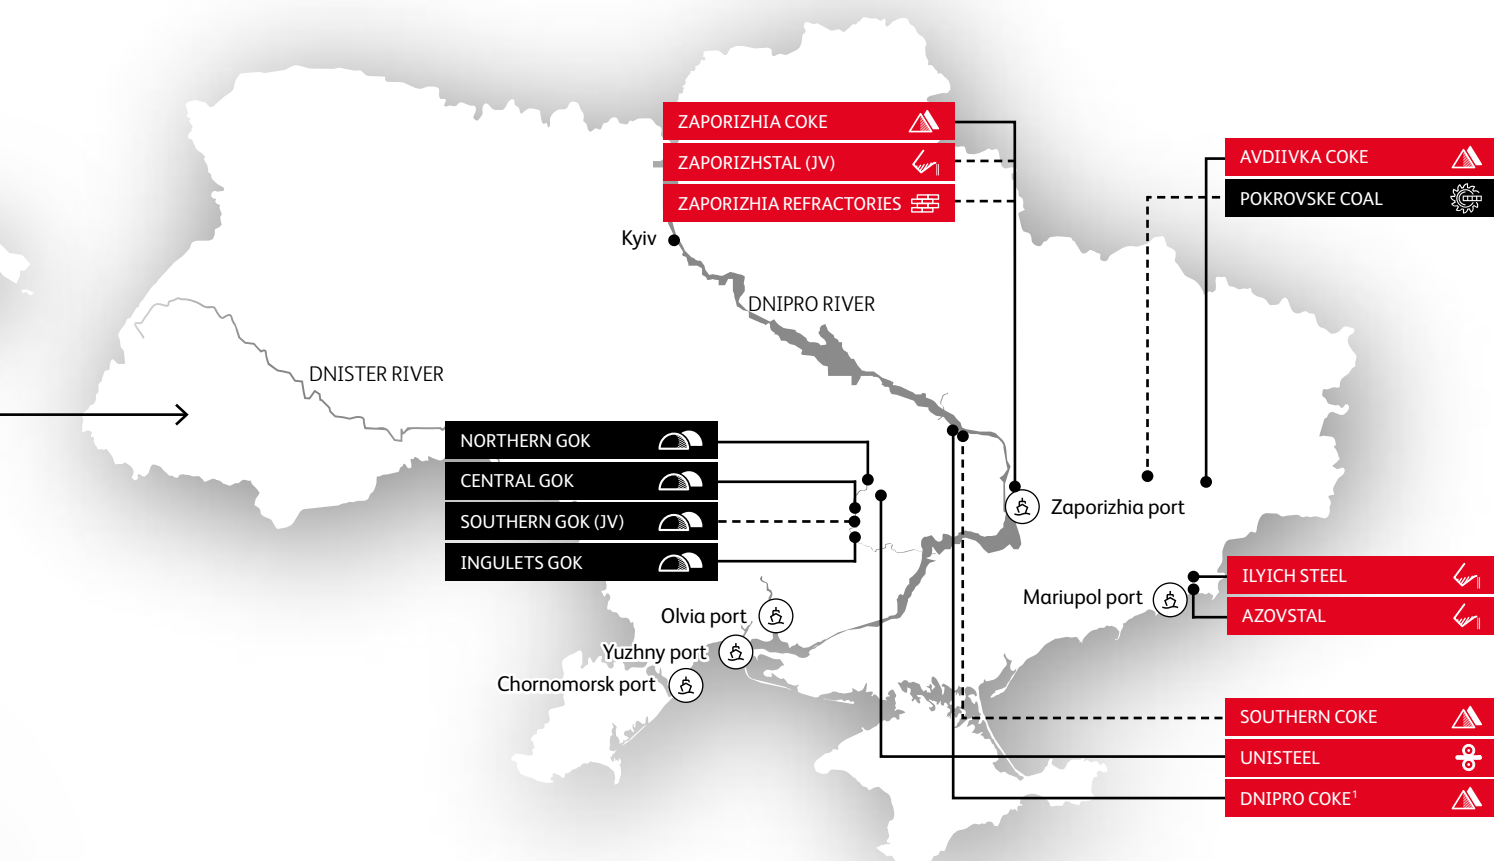 ZAPORIZHIA COKE
ZAPORIZHSTAL (JV)
ZAPORIZHIA REFRACTORIES
AVDIIVKA COKE
POKROVSKE COAL
Kyiv
DNIPRO RIVER
DNISTER RIVER
NORTHERN GOK
CENTRAL GOK
SOUTHERN GOK (JV)
INGULETS GOK
Zaporizhia port
Mariupol port
ILYICH STEEL
AZOVSTAL
Olvia port
Yuzhny port
Chornomorsk port
SOUTHERN COKE
UNISTEEL
DNIPRO COKE¹